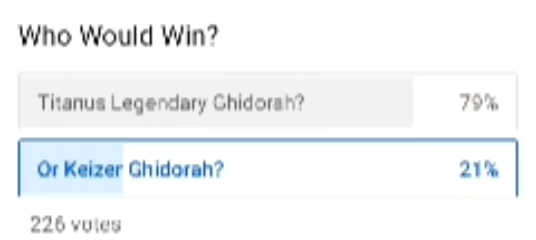 Who Would Win?
Titanus Legendary Ghidorah? 79%
Or Keizer Ghidorah? 21%
226 votes